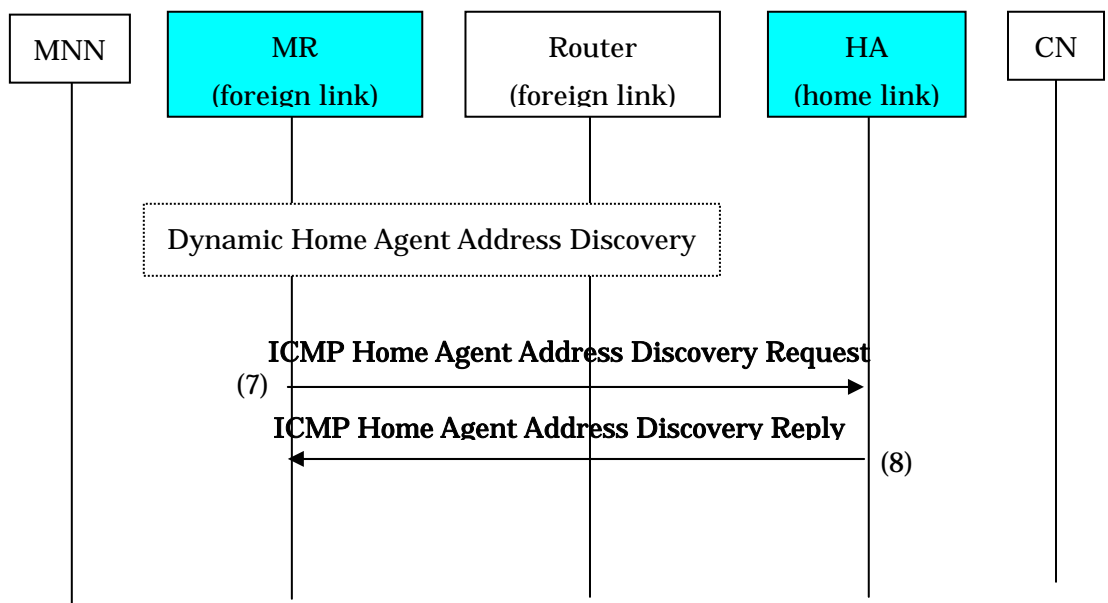 MNN
MR
(foreign link)
Router
(foreign link)
HA
(home link)
CN
Dynamic Home Agent Address Discovery
ICMP Home Agent Address Discovery Request
(7)
ICMP Home Agent Address Discovery Reply
(8)